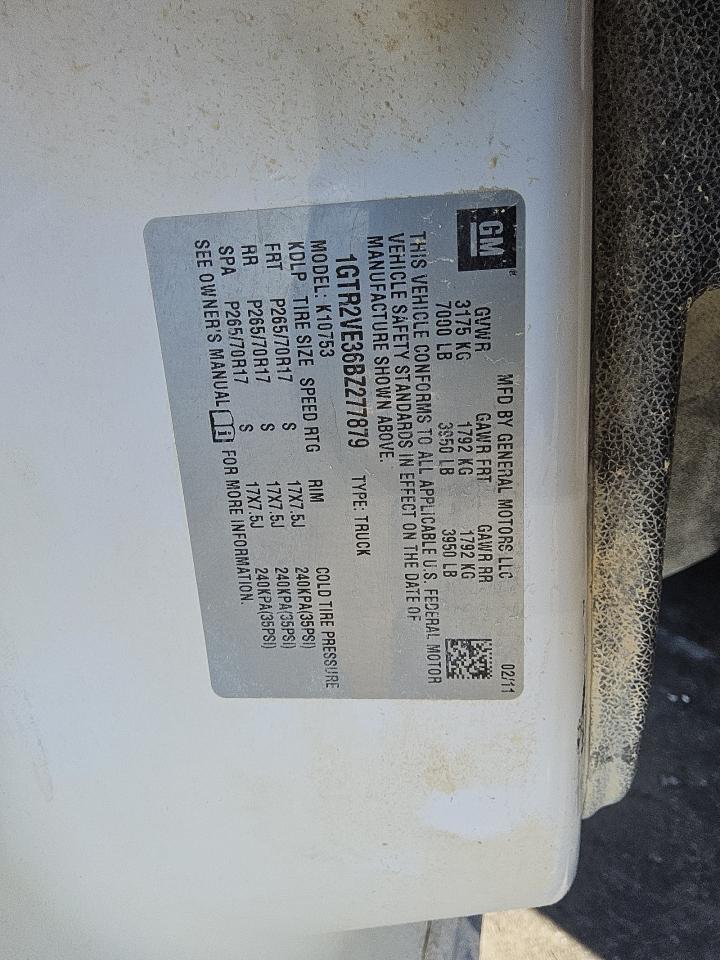 GM
MFD BY GENERAL MOTORS LLC 02/11
GVWR GAWR FRT GAWR RR
3175 KG 1792 KG 1792 KG
7000 LB 3950 LB 3950 LB
THIS VEHICLE CONFORMS TO ALL APPLICABLE U.S. FEDERAL MOTOR
VEHICLE SAFETY STANDARDS IN EFFECT ON THE DATE OF
MANUFACTURE SHOWN ABOVE.
1GTR2VE36BZ277879 TYPE: TRUCK
MODEL: K10753
KDLP TIRE SIZE SPEED RTG RIM COLD TIRE PRESSURE
FRT P265/70R17 S 17X7.5J 240KPA(35PSI)
RR P265/70R17 S 17X7.5J 240KPA(35PSI)
SPA P265/70R17 S 17X7.5J 240KPA(35PSI)
SEE OWNER'S MANUAL FOR MORE INFORMATION.